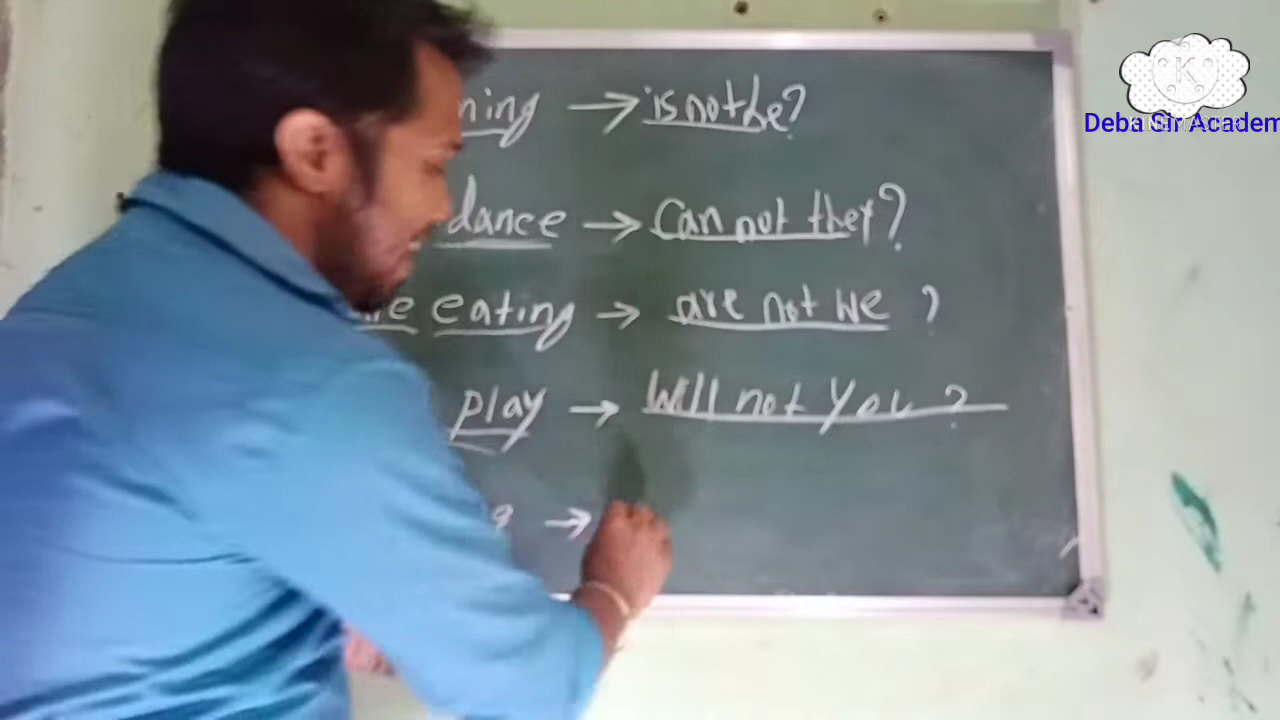 ning → is not he?
dance → Can not they?
are eating → are not we ?
play → Will not you ?
→
K
Deba Sir Academ